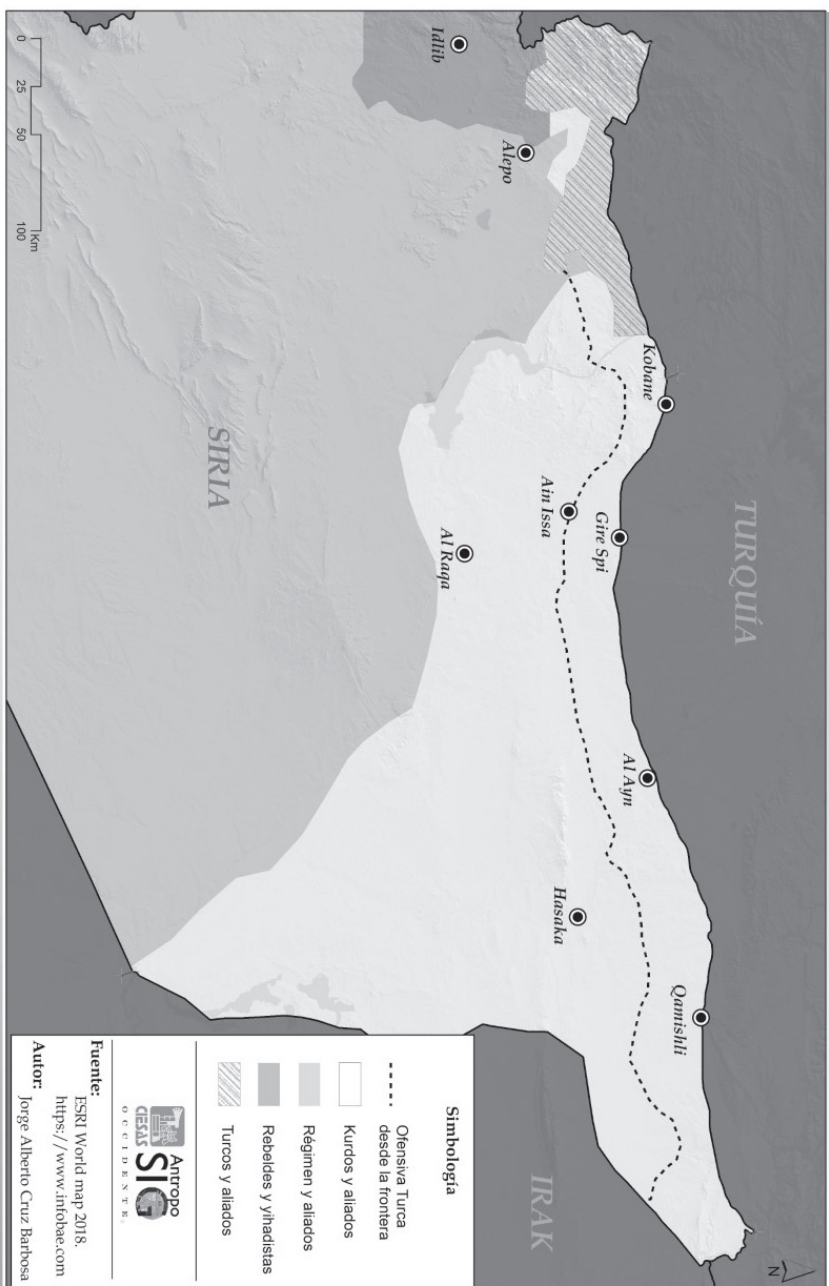 TURQUÍA
SIRIA
IRAK
Idlib
Alepo
Kobane
Gire Spi
Ain Issa
Al Raqa
Al Ayn
Hasaka
Qamishli
N
0 25 50 100
Km
Simbología
Ofensiva Turca
desde la frontera
Kurdos y aliados
Régimen y aliados
Rebeldes y yihadistas
Turcos y aliados
CIESAS
Antropo
SIG
OCCIDENTE
Fuente:
ESRI World map 2018.
https://www.infobae.com
Autor:
Jorge Alberto Cruz Barbosa